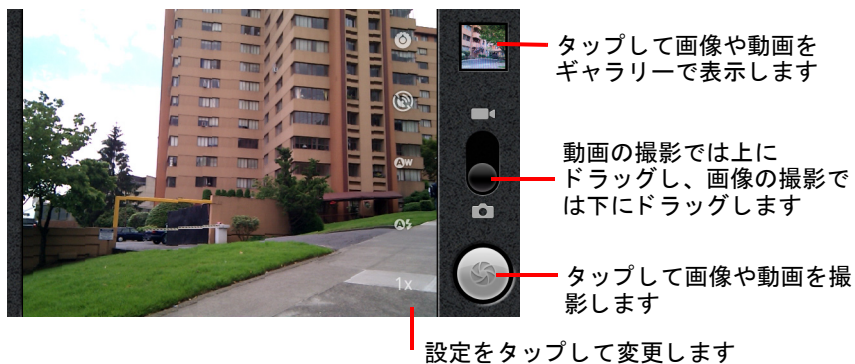 タップして画像や動画を
ギャラリーで表示します
動画の撮影では上に
ドラッグし、画像の撮影で
は下にドラッグします
タップして画像や動画を撮
影します
設定をタップして変更します
AW
A
1x